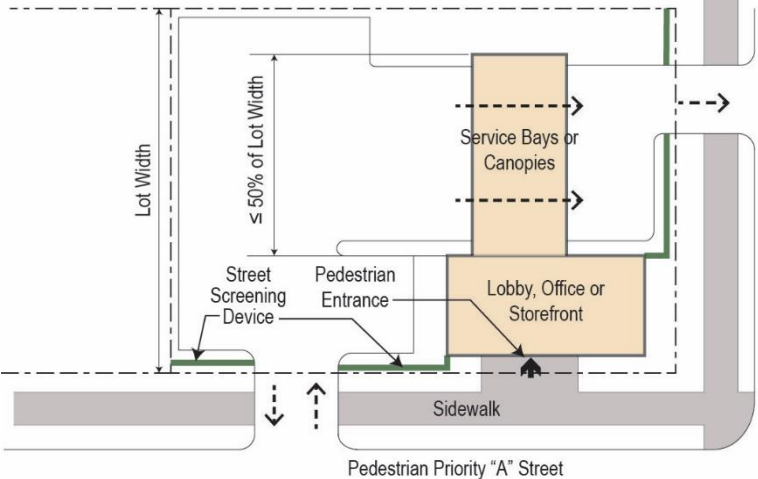 Lot Width
≤ 50% of Lot Width
Service Bays or
Canopies
Street
Screening
Device
Pedestrian
Entrance
Lobby, Office or
Storefront
Sidewalk
Pedestrian Priority “A” Street